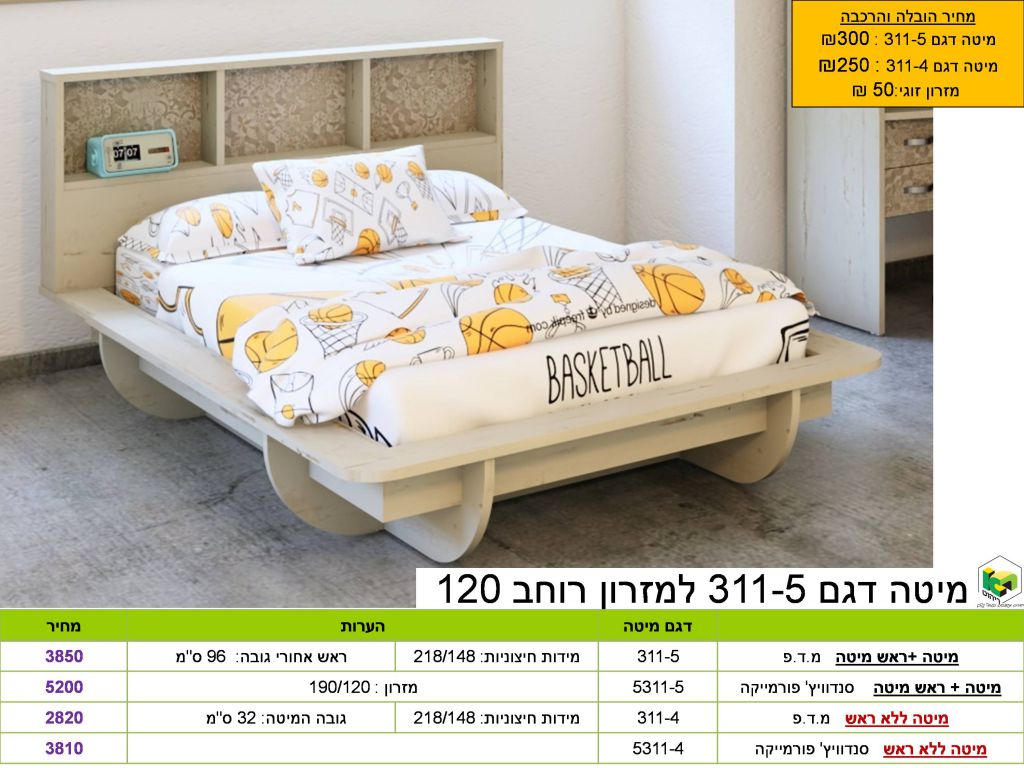 מחיר הובלה והרכבה
מיטה דגם 311-5 : 300₪
מיטה דגם 311-4 : 250₪
מזרון זוגי:50 ₪
07 07
designed by freepik.com
BASKETBALL
מיטה דגם 311-5 למזרון רוחב 120
דגם מיטה הערות מחיר
מיטה +ראש מיטה מ.ד.פ 311-5 מידות חיצוניות: 218/148 ראש אחורי גובה: 96 ס"מ 3850
מיטה + ראש מיטה סנדוויץ' פורמייקה 5311-5 מזרון : 190/120 5200
מיטה ללא ראש מ.ד.פ 311-4 מידות חיצוניות: 218/148 גובה המיטה: 32 ס"מ 2820
מיטה ללא ראש סנדוויץ' פורמייקה 5311-4 3810